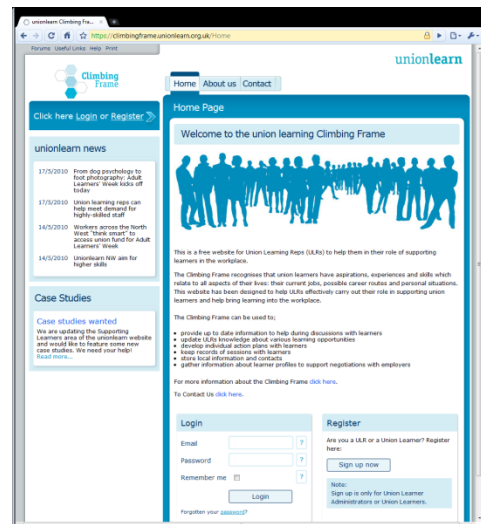 unionlearn Climbing Fra...
https://climbingframe.unionlearn.org.uk/Home
Forums Useful Links Help Print
unionlearn
Climbing
Frame
Home About us Contact
Click here Login or Register
Home Page
Welcome to the union learning Climbing Frame
unionlearn news
17/5/2010 From dog psychology to
foot photography: Adult
Learners' Week kicks off
today
17/5/2010 Union learning reps can
help meet demand for
highly-skilled staff
14/5/2010 Workers across the North
West "think smart" to
access union fund for Adult
Learners' Week
14/5/2010 Unionlearn NW aim for
higher skills
Case Studies
Case studies wanted
We are updating the Supporting
Learners area of the unionlearn website
and would like to feature some new
case studies. We need your help!
Read more...
This is a free website for Union Learning Reps (ULRs) to help them in their role of supporting
learners in the workplace.
The Climbing Frame recognises that union learners have aspirations, experiences and skills which
relate to all aspects of their lives: their current jobs, possible career routes and personal situations.
This website has been designed to help ULRs effectively carry out their role in supporting union
learners and help bring learning into the workplace.
The Climbing Frame can be used to;
• provide up to date information to help during discussions with learners
• update ULRs knowledge about various learning opportunities
• develop individual action plans with learners
• keep records of sessions with learners
• store local information and contacts
• gather information about learner profiles to support negotiations with employers
For more information about the Climbing Frame click here.
To Contact Us click here.
Login
Email ?
Password ?
Remember me ?
Login
Forgotten your password?
Register
Are you a ULR or a Union Learner? Register
here:
Sign up now
Note:
Sign up is only for Union Learner
Administrators or Union Learners.